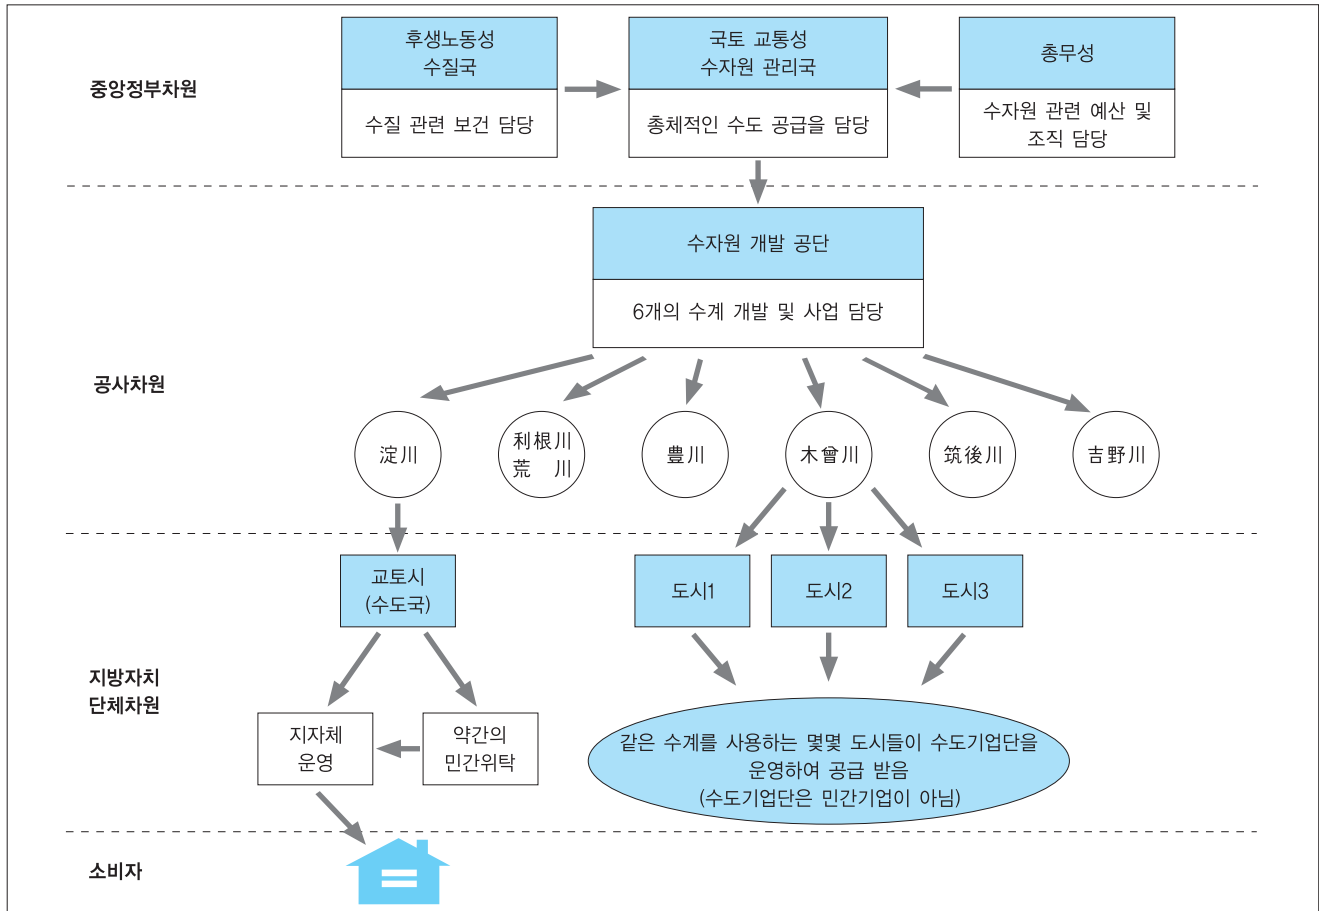 중앙정부차원
후생노동성
수질국
수질 관련 보건 담당
국토 교통성
수자원 관리국
총체적인 수도 공급을 담당
총무성
수자원 관련 예산 및
조직 담당
공사차원
수자원 개발 공단
6개의 수계 개발 및 사업 담당
淀川
利根川
荒 川
豊川
木曾川
筑後川
吉野川
지방자치
단체차원
교토시
(수도국)
지자체
운영
약간의
민간위탁
도시1
도시2
도시3
같은 수계를 사용하는 몇몇 도시들이 수도기업단을
운영하여 공급 받음
(수도기업단은 민간기업이 아님)
소비자